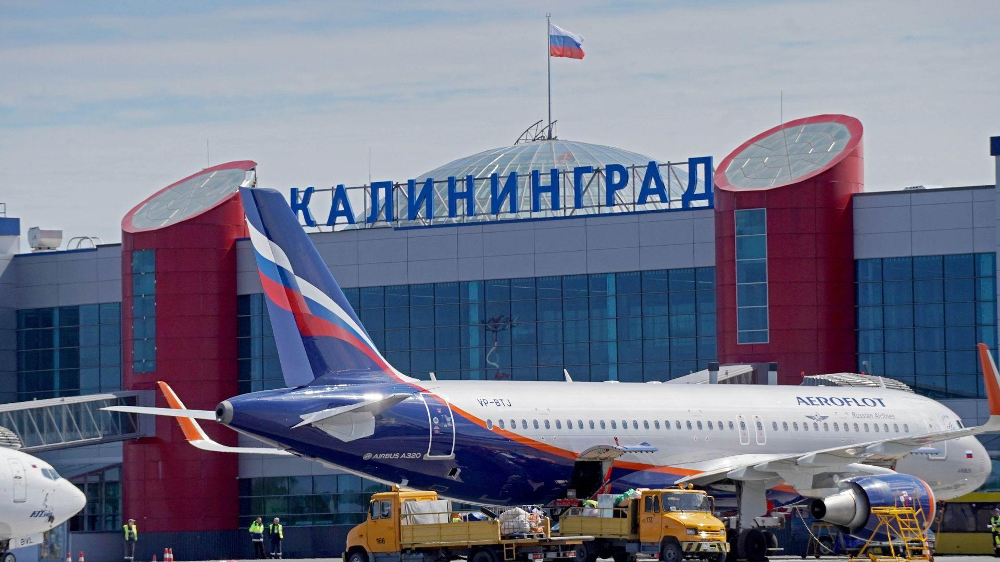 КАЛИНИНГРАД
VP-BTJ
AEROFLOT
Russian Airlines
AIRBUS A320
BVL
166
173